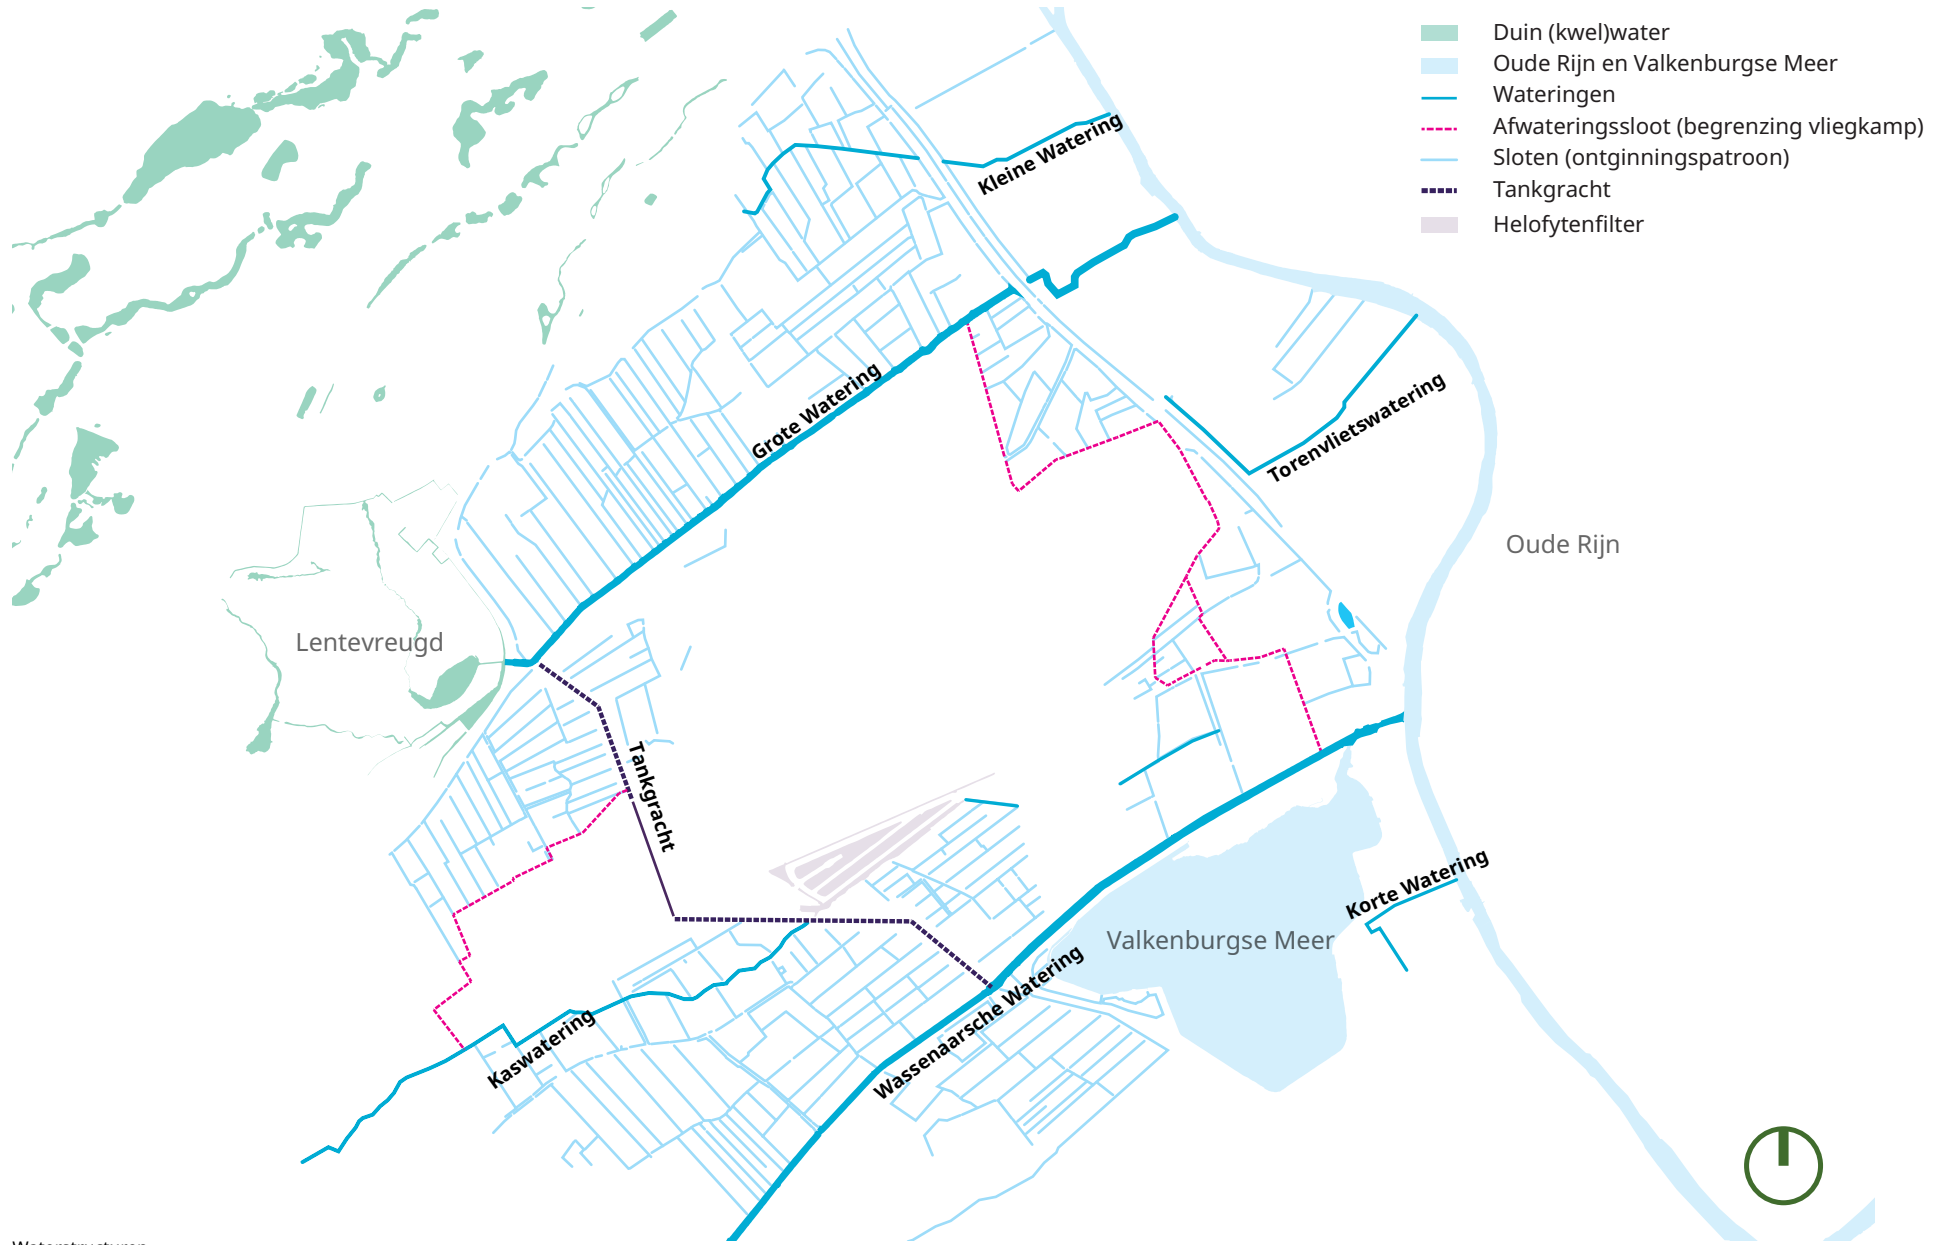 Duin (kwel)water
Oude Rijn en Valkenburgse Meer
Wateringen
Afwateringssloot (begrenzing vliegkamp)
Sloten (ontginningspatroon)
Tankgracht
Helofytenfilter
Kleine Watering
Grote Watering
Torenvlietswatering
Oude Rijn
Lentevreugd
Tankgracht
Korte Watering
Valkenburgse Meer
Wassenaarsche Watering
Kaswatering
Waterstructuren